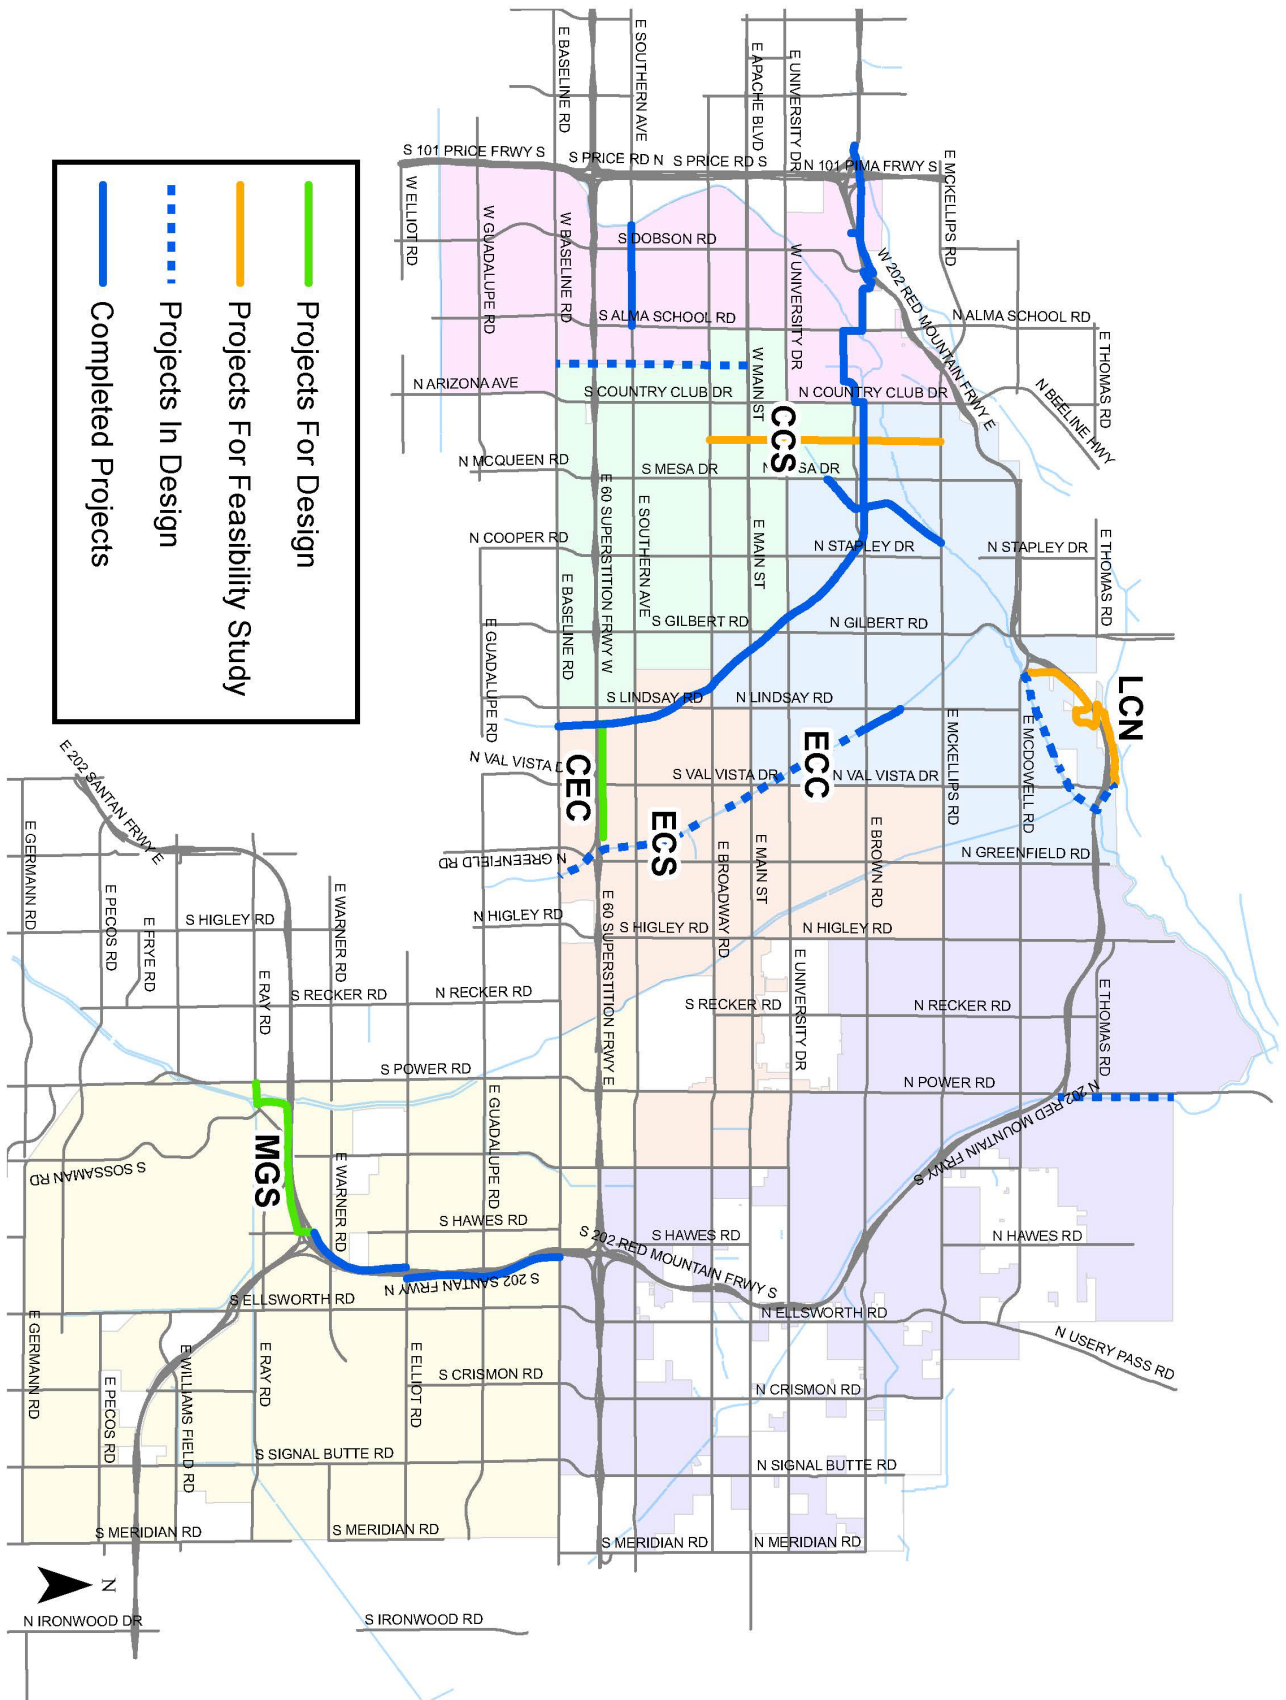 E BASELINE RD
E SOUTHERN AVE
E APACHE BLVD
E UNIVERSITY DR
S 101 PRICE FRWY S
S PRICE RD N
S PRICE RD S
N 101 PIMA FRWY S
E MCKELLIPS RD
W ELLIOT RD
W GUADALUPE RD
W BASELINE RD
S DOBSON RD
W UNIVERSITY DR
W 202 RED MOUNTAIN FRWY E
S ALMA SCHOOL RD
N ALMA SCHOOL RD
E THOMAS RD
W MAIN ST
N ARIZONA AVE
S COUNTRY CLUB DR
N COUNTRY CLUB DR
N BEELINE HWY
CCS
N MCQUEEN RD
S MESA DR
SA DR
E 60 SUPERSTITION FRWY W
E SOUTHERN AVE
E MAIN ST
N COOPER RD
N STAPLEY DR
N STAPLEY DR
E THOMAS RD
E BASELINE RD
S GILBERT RD
N GILBERT RD
E GUADALUPE RD
S LINDSAY RD
N LINDSAY RD
E MCKELLIPS RD
E MCDOWELL RD
LCN
N VAL VISTA D
CEC
S VAL VISTA DR
ECC
N VAL VISTA DR
ECS
N GREENFIELD RD
E BROADWAY RD
E MAIN ST
E BROWN RD
N GREENFIELD RD
E 202 SANTAN FRWY E
E GERMANN RD
E PECOS RD
E FRYE RD
S HIGLEY RD
E WARNER RD
N HIGLEY RD
E 60 SUPERSTITION FRWY E
S HIGLEY RD
N HIGLEY RD
E RAY RD
S RECKER RD
N RECKER RD
S RECKER RD
E UNIVERSITY DR
N RECKER RD
E THOMAS RD
S POWER RD
E GUADALUPE RD
N POWER RD
N 202 RED MOUNTAIN FRWY S
S SOSSAMAN RD
MGS
E WARNER RD
S HAWES RD
S HAWES RD
N HAWES RD
S 202 RED MOUNTAIN FRWY S
S 202 SANTAN FRWY N
S ELLSWORTH RD
N ELLSWORTH RD
N USERY PASS RD
E GERMANN RD
E PECOS RD
E WILLIAMS FIELD RD
E RAY RD
E ELLIOT RD
S CRISMON RD
N CRISMON RD
S SIGNAL BUTTE RD
N SIGNAL BUTTE RD
S MERIDIAN RD
S MERIDIAN RD
S MERIDIAN RD
N MERIDIAN RD
N IRONWOOD DR
S IRONWOOD RD
N
Projects For Design
Projects For Feasibility Study
Projects In Design
Completed Projects